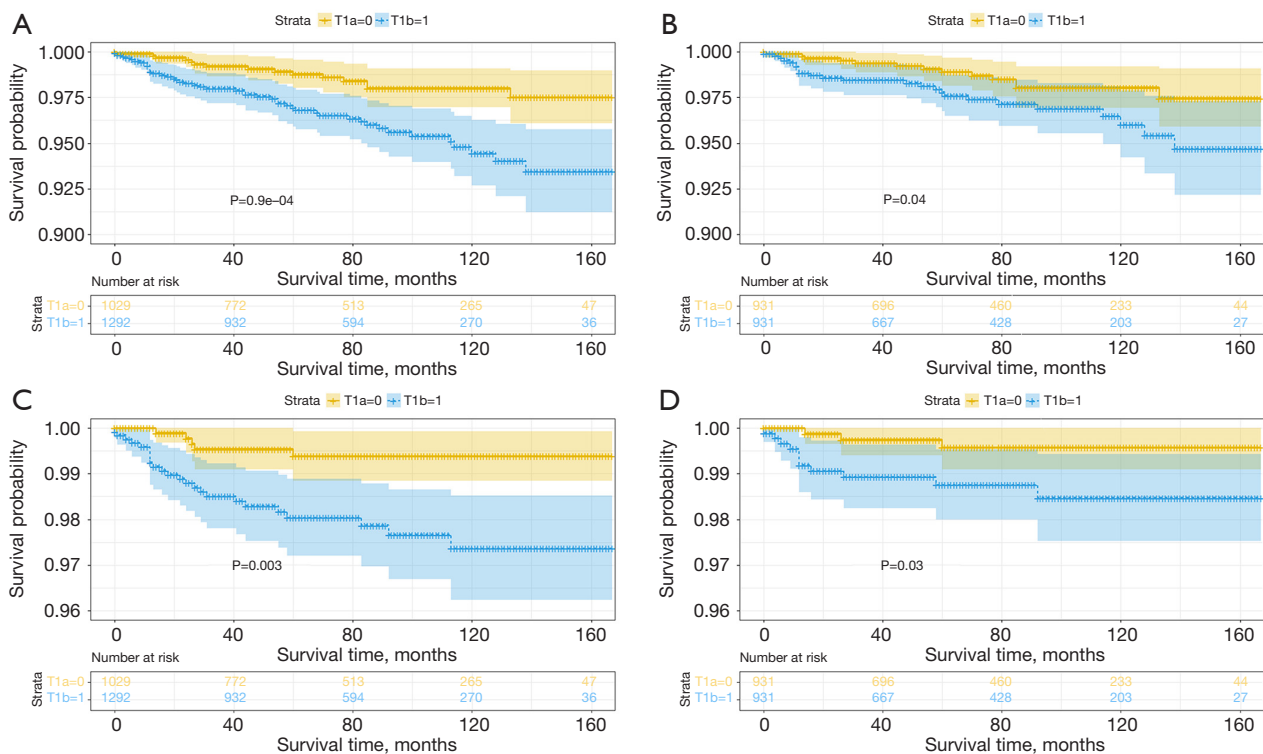 A
Strata T1a=0 T1b=1
Survival probability
1.000
0.975
0.950
0.925
0.900
P=0.9e−04
0 40 80 120 160
Survival time, months
Number at risk
Strata
T1a=0 1029 772 513 265 47
T1b=1 1292 932 594 270 36
0 40 80 120 160
Survival time, months
B
Strata T1a=0 T1b=1
Survival probability
1.000
0.975
0.950
0.925
0.900
P=0.04
0 40 80 120 160
Survival time, months
Number at risk
Strata
T1a=0 931 696 460 233 44
T1b=1 931 667 428 203 27
0 40 80 120 160
Survival time, months
C
Strata T1a=0 T1b=1
Survival probability
1.00
0.99
0.98
0.97
0.96
P=0.003
0 40 80 120 160
Survival time, months
Number at risk
Strata
T1a=0 1029 772 513 265 47
T1b=1 1292 932 594 270 36
0 40 80 120 160
Survival time, months
D
Strata T1a=0 T1b=1
Survival probability
1.00
0.99
0.98
0.97
0.96
P=0.03
0 40 80 120 160
Survival time, months
Number at risk
Strata
T1a=0 931 696 460 233 44
T1b=1 931 667 428 203 27
0 40 80 120 160
Survival time, months